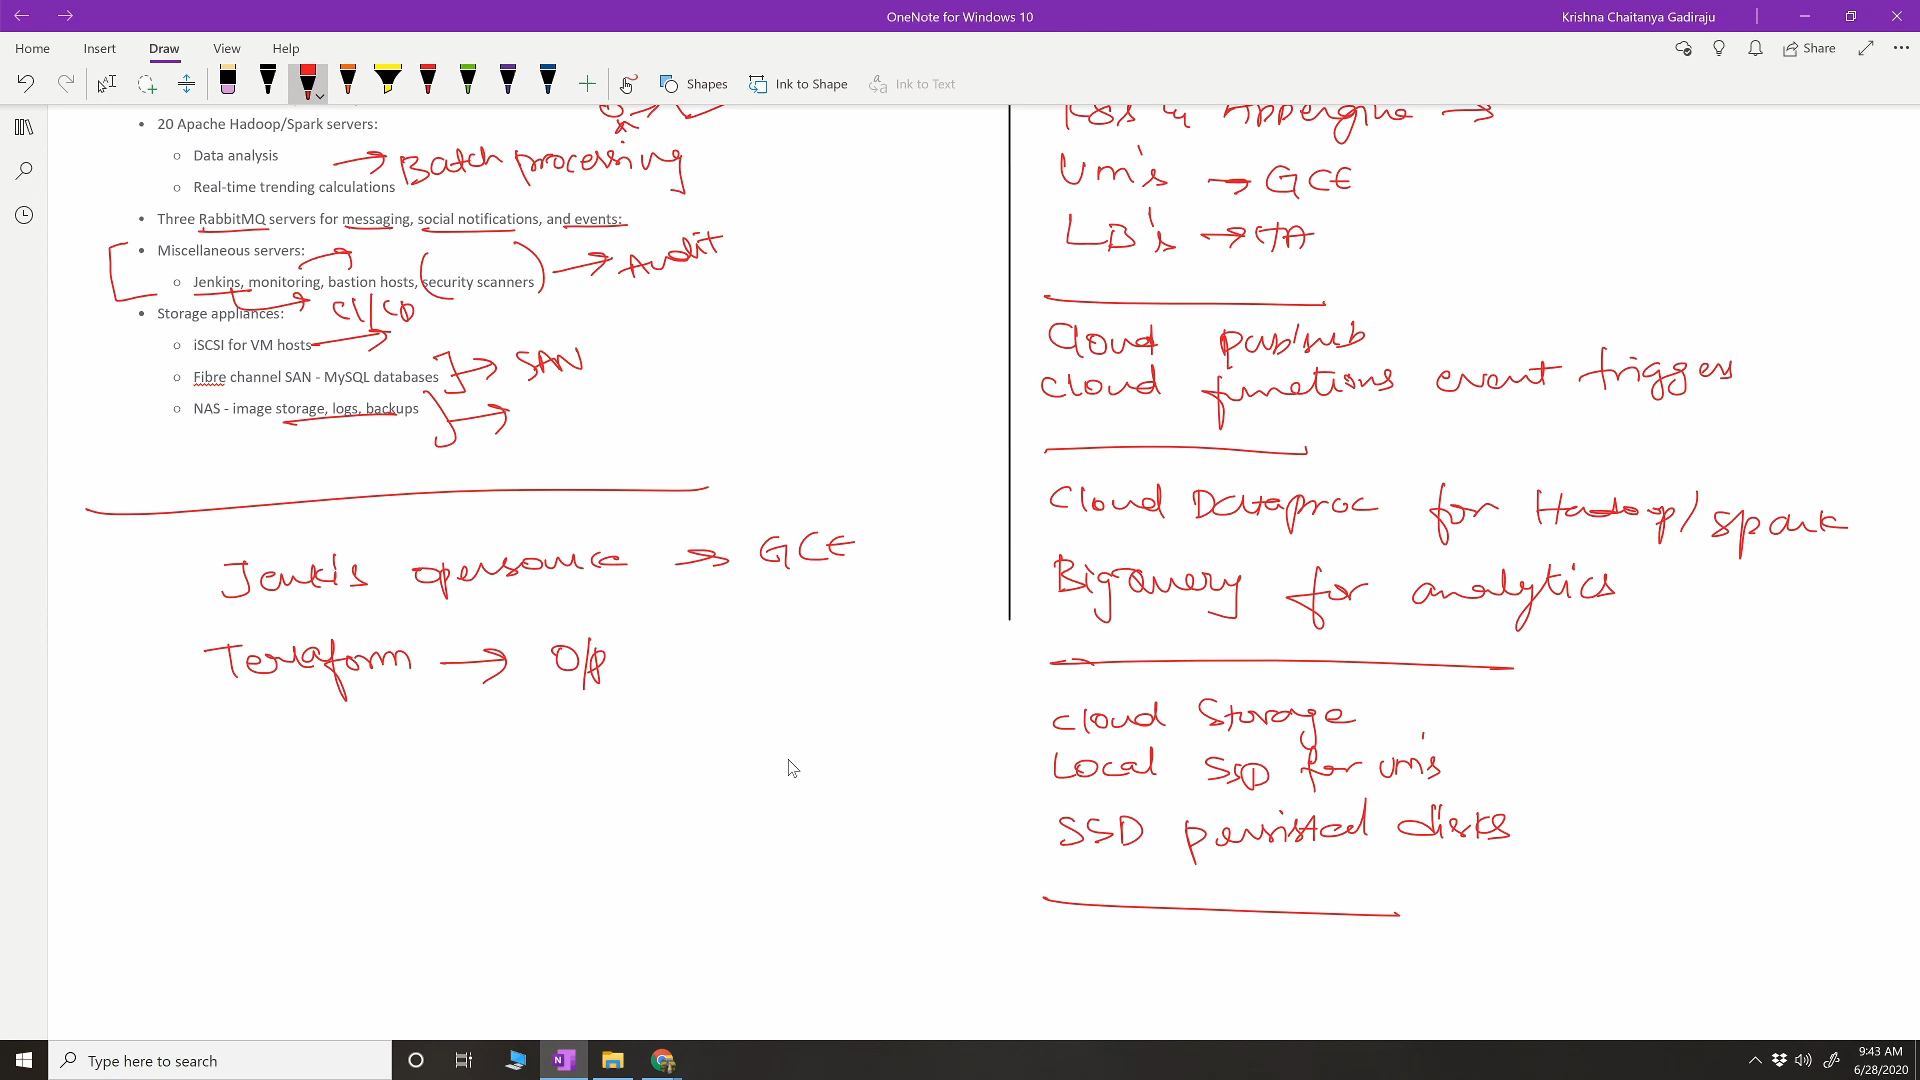 OneNote for Windows 10
Krishna Chaitanya Gadiraju
Home Insert Draw View Help
Share
Shapes Ink to Shape Ink to Text
• 20 Apache Hadoop/Spark servers:
○ Data analysis
→ Batch processing
○ Real-time trending calculations
• Three RabbitMQ servers for messaging, social notifications, and events:
• Miscellaneous servers:
○ Jenkins, monitoring, bastion hosts, security scanners
→ Audit
CI/CD
• Storage appliances:
○ iSCSI for VM hosts
○ Fibre channel SAN - MySQL databases
→ SAN
○ NAS - image storage, logs, backups
Jenkis opensource → GCE
Terraform → O/P
K8s & Appengine →
Vm's → GCE
LB's → HA
Cloud pub/sub
cloud functions event triggers
Cloud Dataproc for Hadoop/spark
BigQuery for analytics
cloud Storage
Local SSD for vm's
SSD persisted disks
Type here to search
9:43 AM
6/28/2020